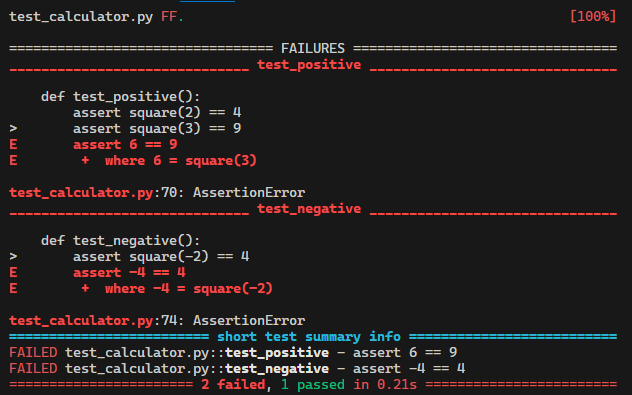 test_calculator.py FF. [100%]
================================= FAILURES =================================
______________________________ test_positive _______________________________
def test_positive():
assert square(2) == 4
> assert square(3) == 9
E assert 6 == 9
E + where 6 = square(3)
test_calculator.py:70: AssertionError
______________________________ test_negative _______________________________
def test_negative():
> assert square(-2) == 4
E assert -4 == 4
E + where -4 = square(-2)
test_calculator.py:74: AssertionError
========================= short test summary info ==========================
FAILED test_calculator.py::test_positive - assert 6 == 9
FAILED test_calculator.py::test_negative - assert -4 == 4
======================= 2 failed, 1 passed in 0.21s ========================